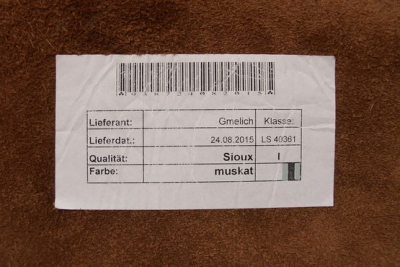 Lieferant: Gmelich Klasse:
Lieferdat.: 24.08.2015 LS 40361
Qualität: Sioux I
Farbe: muskat